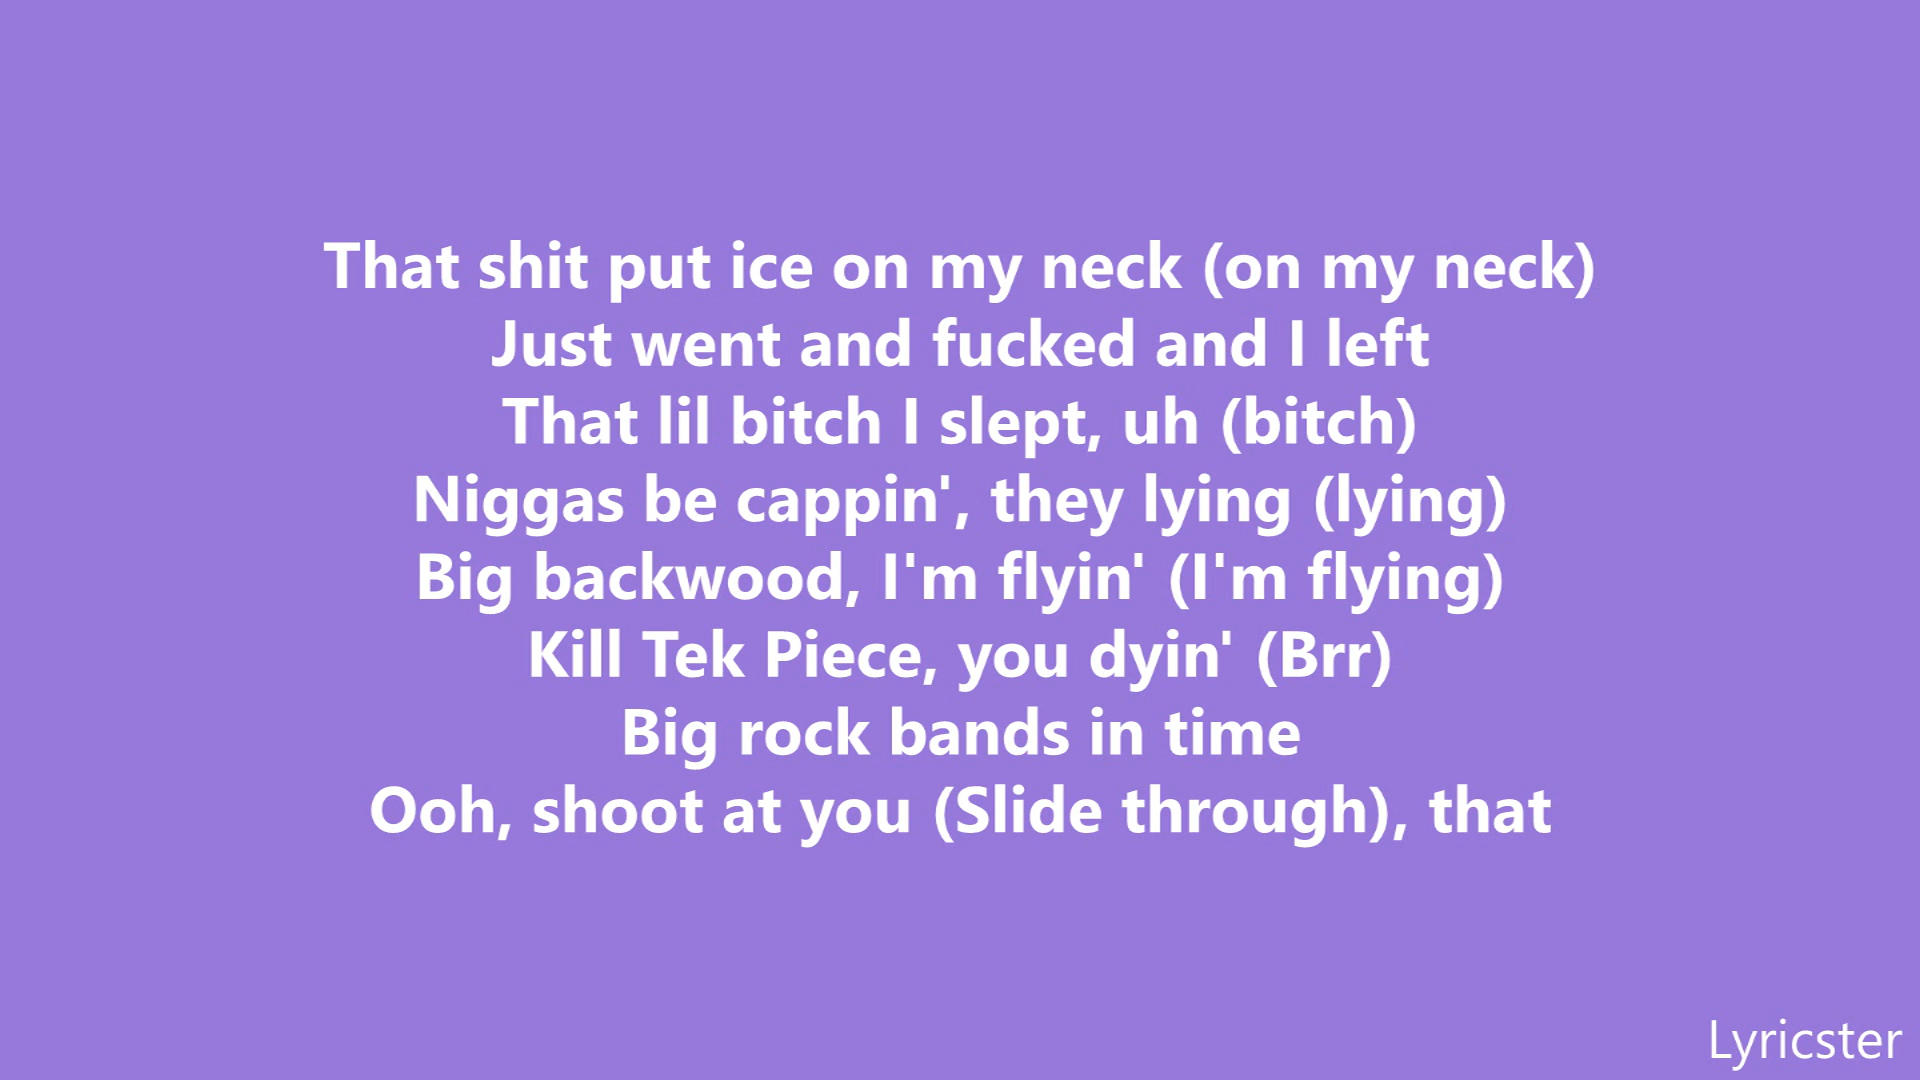 That shit put ice on my neck (on my neck)
Just went and fucked and I left
That lil bitch I slept, uh (bitch)
Niggas be cappin', they lying (lying)
Big backwood, I'm flyin' (I'm flying)
Kill Tek Piece, you dyin' (Brr)
Big rock bands in time
Ooh, shoot at you (Slide through), that
Lyricster